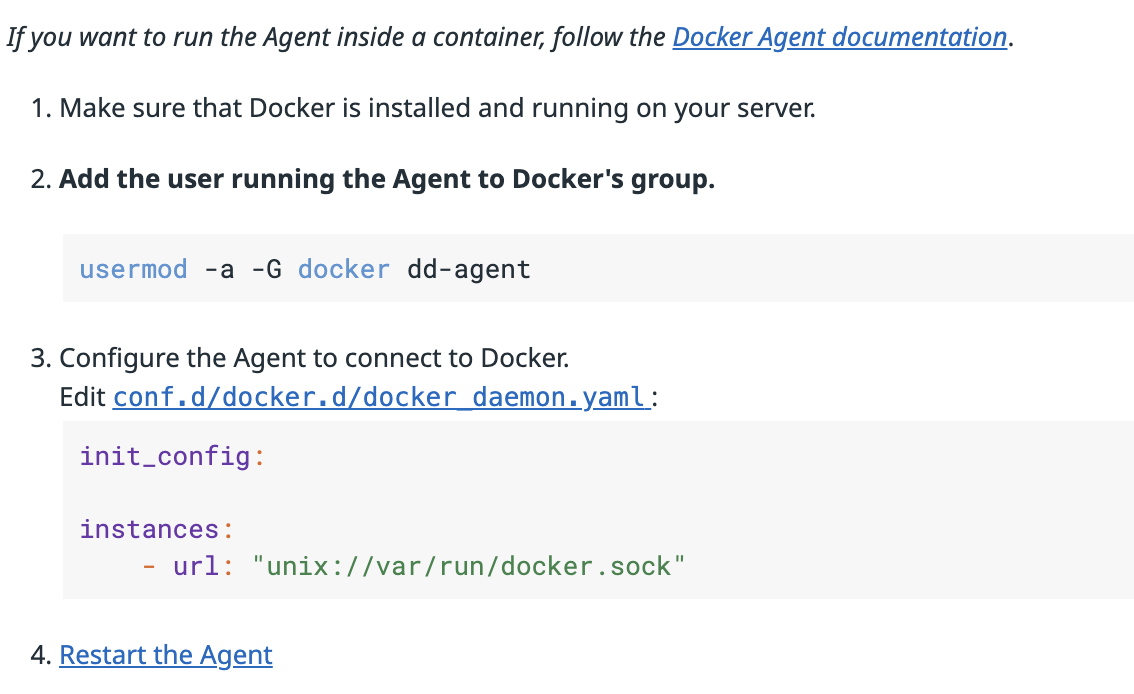 If you want to run the Agent inside a container, follow the Docker Agent documentation.
1. Make sure that Docker is installed and running on your server.
2. Add the user running the Agent to Docker's group.
usermod -a -G docker dd-agent
3. Configure the Agent to connect to Docker.
Edit conf.d/docker.d/docker_daemon.yaml :
init_config:
instances:
    - url: "unix://var/run/docker.sock"
4. Restart the Agent